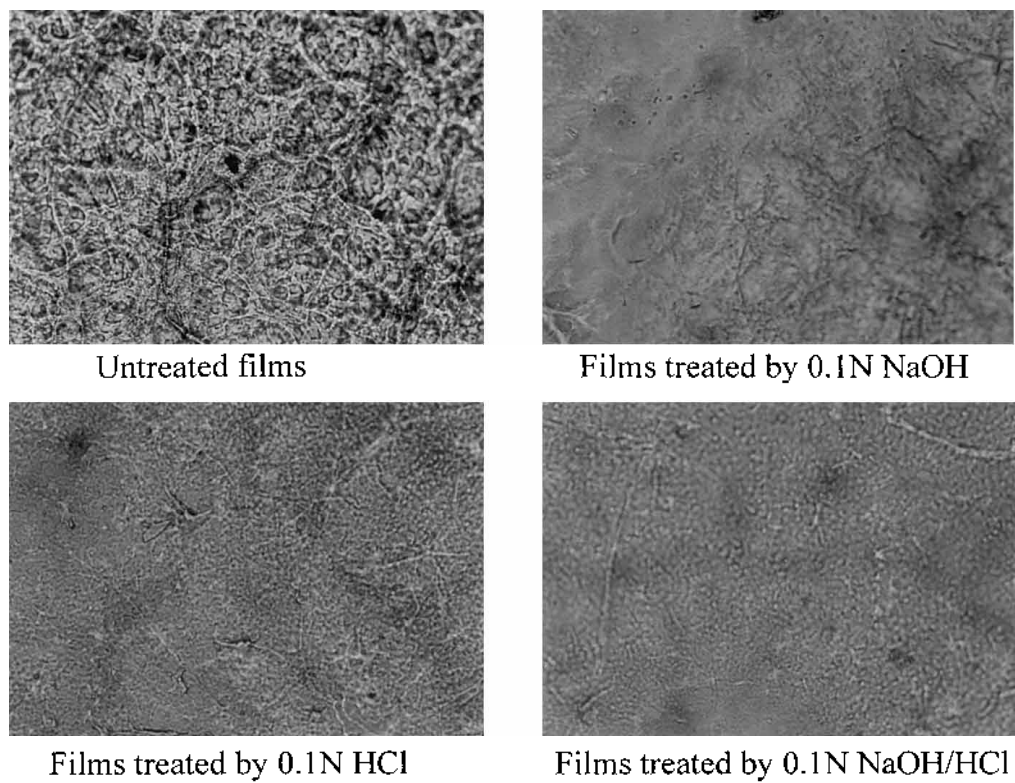 Untreated films
Films treated by 0.1N NaOH
Films treated by 0.1N HCl
Films treated by 0.1N NaOH/HCl